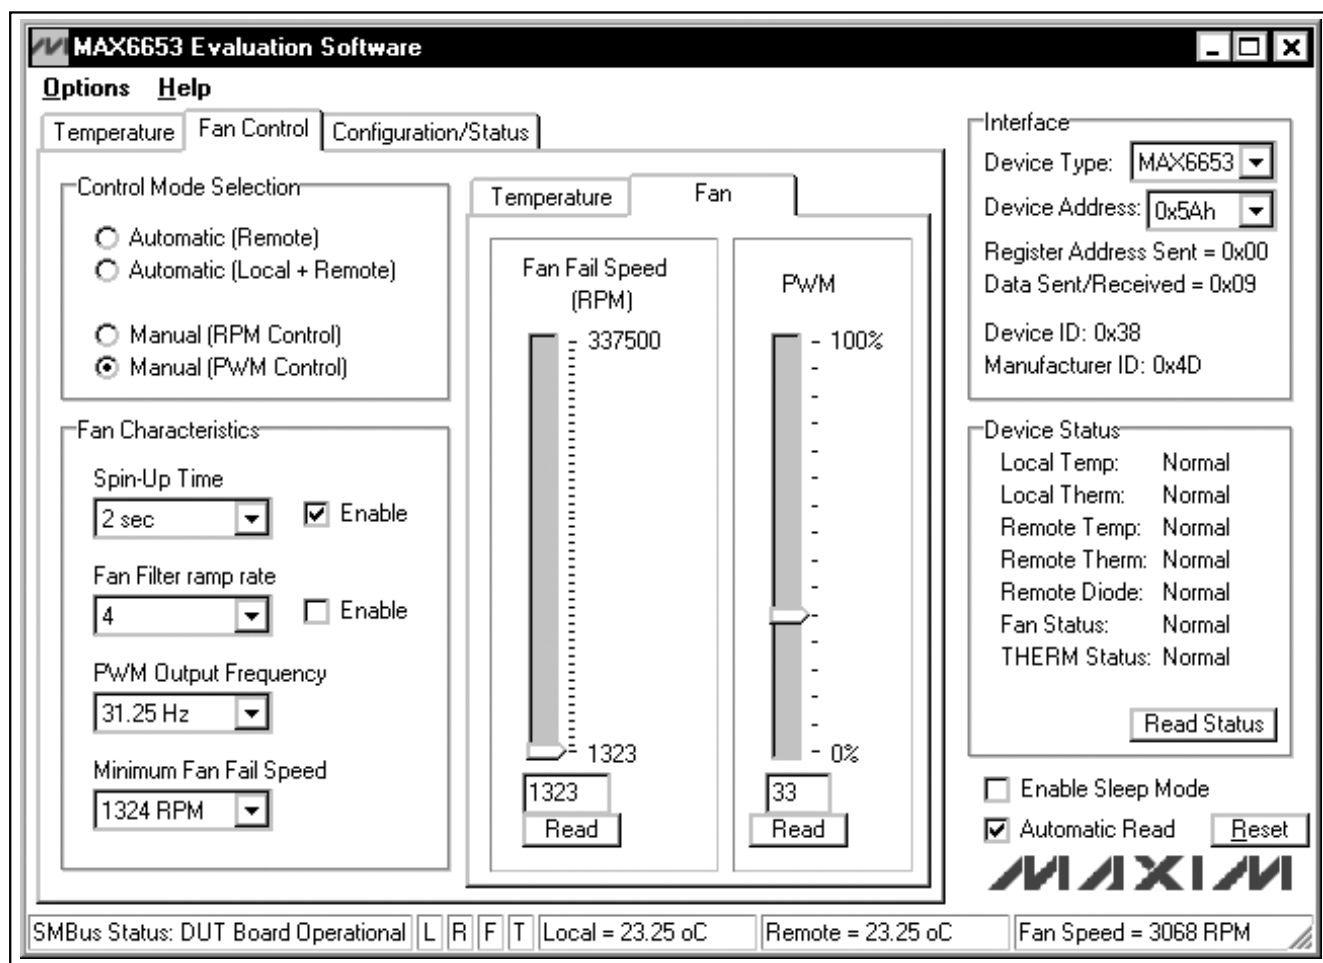 MAX6653 Evaluation Software
Options Help
Temperature Fan Control Configuration/Status
Control Mode Selection
Automatic (Remote)
Automatic (Local + Remote)
Manual (RPM Control)
Manual (PWM Control)
Fan Characteristics
Spin-Up Time
2 sec Enable
Fan Filter ramp rate
4 Enable
PWM Output Frequency
31.25 Hz
Minimum Fan Fail Speed
1324 RPM
Temperature Fan
Fan Fail Speed
(RPM)
337500
1323
1323
Read
PWM
100%
0%
33
Read
Interface
Device Type: MAX6653
Device Address: 0x5Ah
Register Address Sent = 0x00
Data Sent/Received = 0x09
Device ID: 0x38
Manufacturer ID: 0x4D
Device Status
Local Temp: Normal
Local Therm: Normal
Remote Temp: Normal
Remote Therm: Normal
Remote Diode: Normal
Fan Status: Normal
THERM Status: Normal
Read Status
Enable Sleep Mode
Automatic Read Reset
MAXIM
SMBus Status: DUT Board Operational L R F T Local = 23.25 oC Remote = 23.25 oC Fan Speed = 3068 RPM